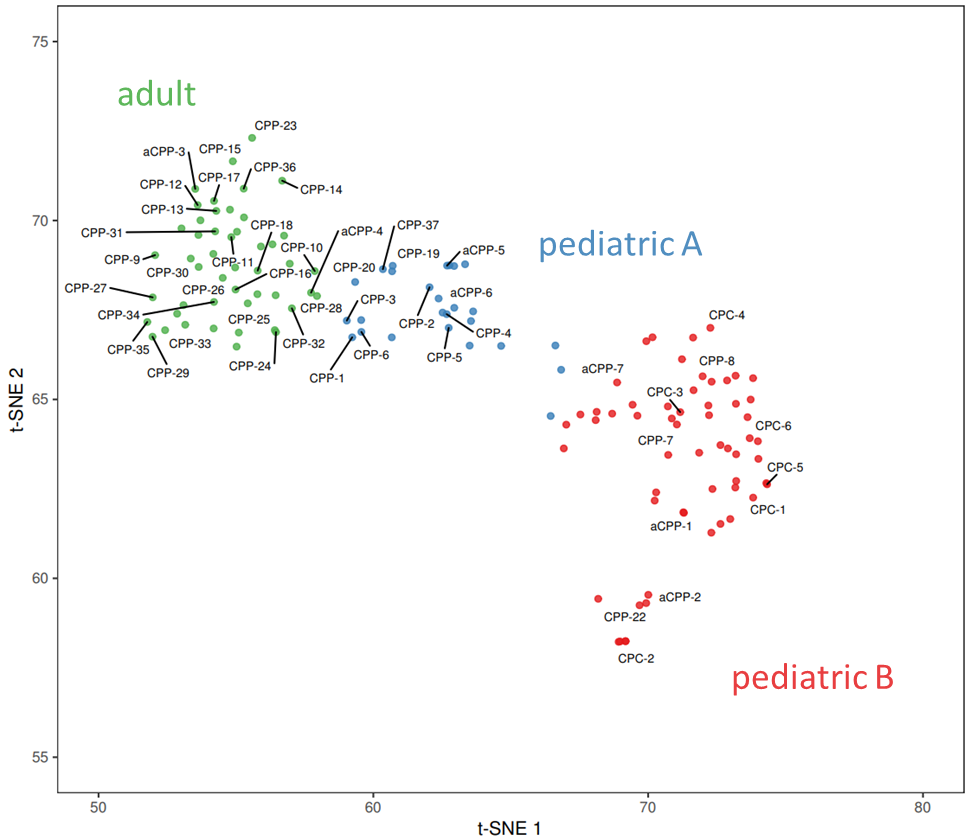 75
adult
CPP-23
aCPP-3
CPP-15
CPP-36
CPP-12
CPP-17
CPP-14
70
CPP-13
CPP-18
CPP-37
aCPP-4
CPP-31
CPP-10
CPP-19
aCPP-5
pediatric A
CPP-9
CPP-11
CPP-20
CPP-30
CPP-16
CPP-27
CPP-26
CPP-3
aCPP-6
CPP-34
CPP-28
CPP-25
CPP-2
CPP-4
CPC-4
CPP-35
CPP-33
CPP-32
CPP-6
CPP-5
CPP-29
CPP-24
CPP-1
aCPP-7
CPP-8
65
CPC-3
CPC-6
CPP-7
CPC-5
CPC-1
aCPP-1
60
aCPP-2
CPP-22
CPC-2
pediatric B
55
50
60
70
80
t-SNE 1
t-SNE 2